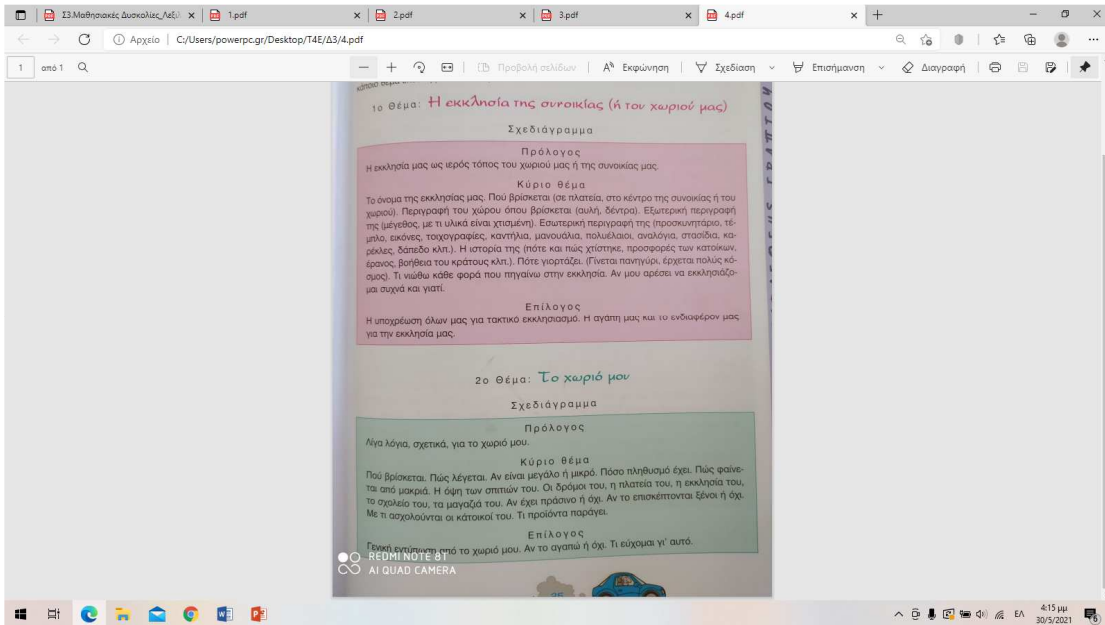 Σ3.Μαθησιακές Δυσκολίες_Λεξι
1.pdf
2.pdf
3.pdf
4.pdf
Αρχείο
C:/Users/powerpc.gr/Desktop/T4E/Δ3/4.pdf
1 από 1
Προβολή σελίδων
Εκφώνηση
Σχεδίαση
Επισήμανση
Διαγραφή
1ο Θέμα: Η εκκλησία της συνοικίας (ή του χωριού μας)
Σχεδιάγραμμα
Πρόλογος
Η εκκλησία μας ως ιερός τόπος του χωριού μας ή της συνοικίας μας.
Κύριο θέμα
Το όνομα της εκκλησίας μας. Πού βρίσκεται (σε πλατεία, στο κέντρο της συνοικίας ή του
χωριού). Περιγραφή του χώρου όπου βρίσκεται (αυλή, δέντρα). Εξωτερική περιγραφή
της (μέγεθος, με τι υλικά είναι χτισμένη). Εσωτερική περιγραφή της (προσκυνητάριο, τέ-
μπλο, εικόνες, τοιχογραφίες, καντήλια, μανουάλια, πολυέλαιοι, αναλόγια, στασίδια, κα-
ρέκλες, δάπεδο κλπ.). Η ιστορία της (πότε και πώς χτίστηκε, προσφορές των κατοίκων,
έρανος, βοήθεια του κράτους κλπ.). Πότε γιορτάζει. (Γίνεται πανηγύρι, έρχεται πολύς κό-
σμος). Τι νιώθω κάθε φορά που πηγαίνω στην εκκλησία. Αν μου αρέσει να εκκλησιάζο-
μαι συχνά και γιατί.
Επίλογος
Η υποχρέωση όλων μας για τακτικό εκκλησιασμό. Η αγάπη μας και το ενδιαφέρον μας
για την εκκλησία μας.
2ο Θέμα: Το χωριό μου
Σχεδιάγραμμα
Πρόλογος
Λίγα λόγια, σχετικά, για το χωριό μου.
Κύριο θέμα
Πού βρίσκεται. Πώς λέγεται. Αν είναι μεγάλο ή μικρό. Πόσο πληθυσμό έχει. Πώς φαίνε-
ται από μακριά. Η όψη των σπιτιών του. Οι δρόμοι του, η πλατεία του, η εκκλησία του,
το σχολείο του, τα μαγαζιά του. Αν έχει πράσινο ή όχι. Αν το επισκέπτονται ξένοι ή όχι.
Με τι ασχολούνται οι κάτοικοί του. Τι προϊόντα παράγει.
Επίλογος
Γενική εντύπωση από το χωριό μου. Αν το αγαπώ ή όχι. Τι εύχομαι γι' αυτό.
REDMI NOTE 8T
AI QUAD CAMERA
ΕΛ
4:15 μμ
30/5/2021